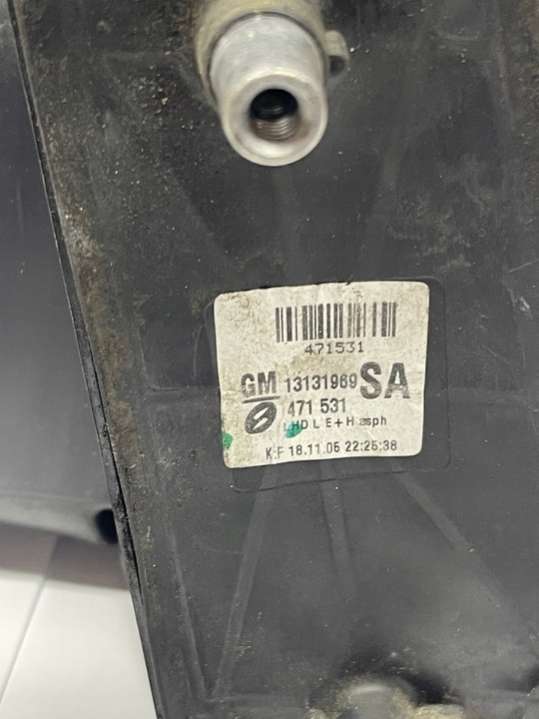 471531
GM 13131969 SA
471 531
LHD L E+H asph
K:F 18.11.05 22:25:38